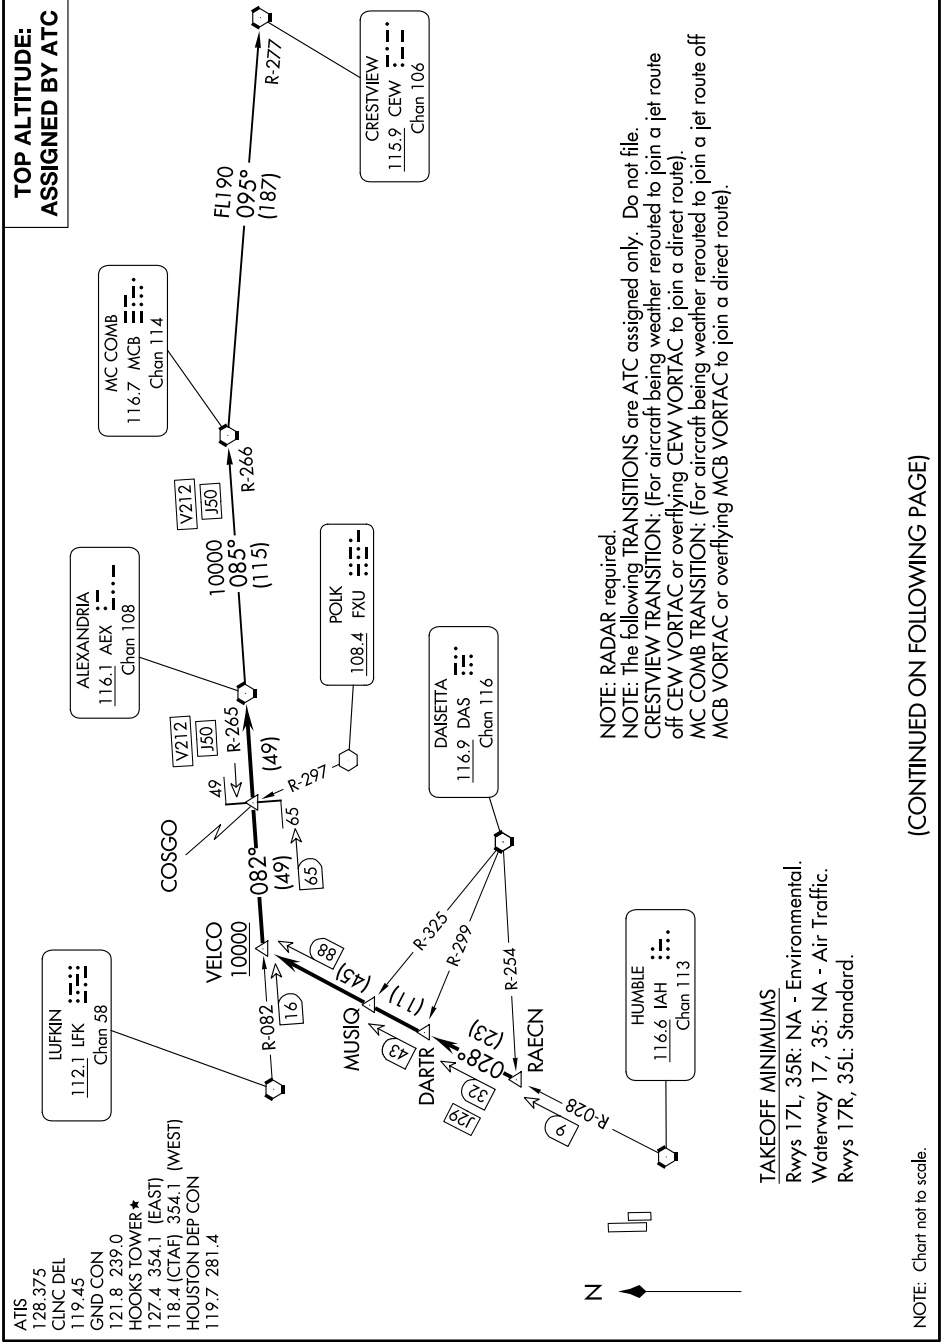 TOP ALTITUDE:
ASSIGNED BY ATC
ATIS
128.375
CLNC DEL
119.45
GND CON
121.8 239.0
HOOKS TOWER★
127.4 354.1 (EAST)
118.4 (CTAF) 354.1 (WEST)
HOUSTON DEP CON
119.7 281.4
LUFKIN
112.1 LFK
Chan 58
ALEXANDRIA
116.1 AEX
Chan 108
MC COMB
116.7 MCB
Chan 114
CRESTVIEW
115.9 CEW
Chan 106
POLK
108.4 FXU
DAISETTA
116.9 DAS
Chan 116
HUMBLE
116.6 IAH
Chan 113
R-277
FL190
095°
(187)
V212
J50
R-266
10000
085°
(115)
V212
J50
R-265
(49)
49
R-297
COSGO
65
65
082°
(49)
VELCO
10000
R-082
16
88
(45)
MUSIQ
R-325
(11)
43
DARTR
R-299
(23)
028°
32
J29
R-254
RAECN
9
R-028
NOTE: RADAR required.
NOTE: The following TRANSITIONS are ATC assigned only. Do not file.
CRESTVIEW TRANSITION: (For aircraft being weather rerouted to join a jet route
off CEW VORTAC or overflying CEW VORTAC to join a direct route).
MC COMB TRANSITION: (For aircraft being weather rerouted to join a jet route off
MCB VORTAC or overflying MCB VORTAC to join a direct route).
TAKEOFF MINIMUMS
Rwys 17L, 35R: NA - Environmental.
Waterway 17, 35: NA - Air Traffic.
Rwys 17R, 35L: Standard.
N
(CONTINUED ON FOLLOWING PAGE)
NOTE: Chart not to scale.